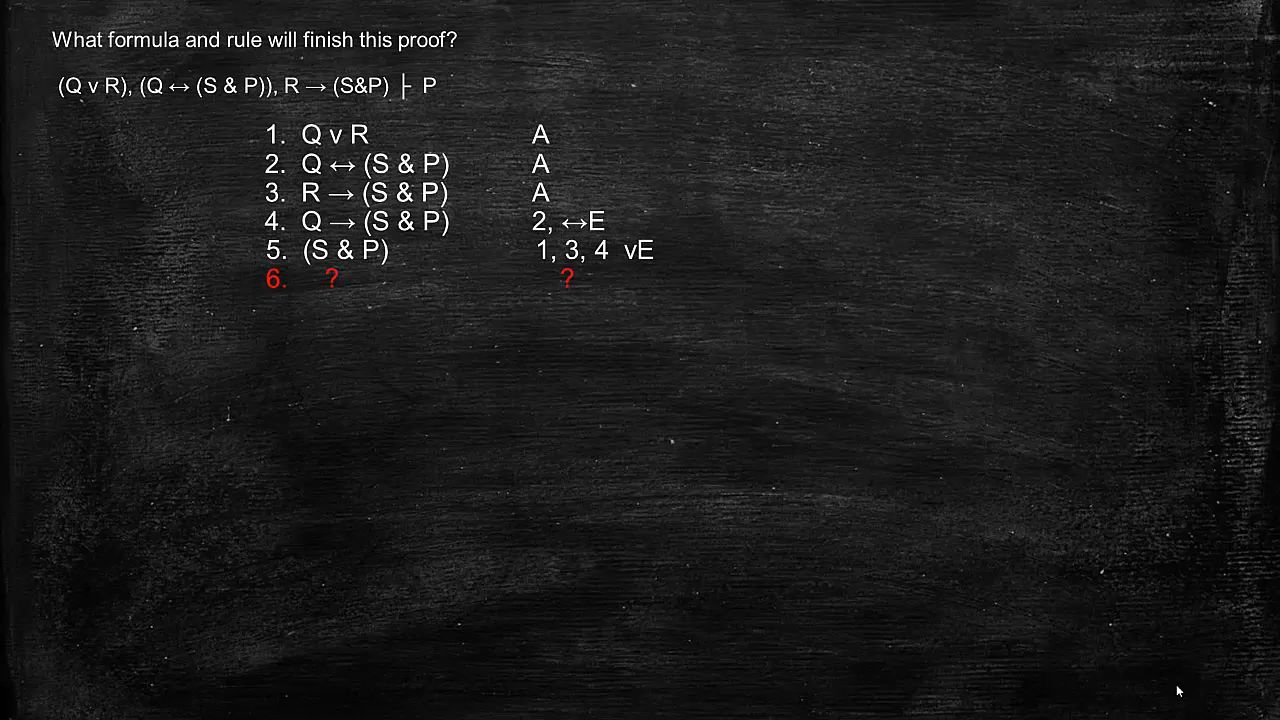 What formula and rule will finish this proof?
(Q v R), (Q ↔ (S & P)), R → (S&P) ├ P
1. Q v R A
2. Q ↔ (S & P) A
3. R → (S & P) A
4. Q → (S & P) 2, ↔E
5. (S & P) 1, 3, 4 vE
6. ? ?